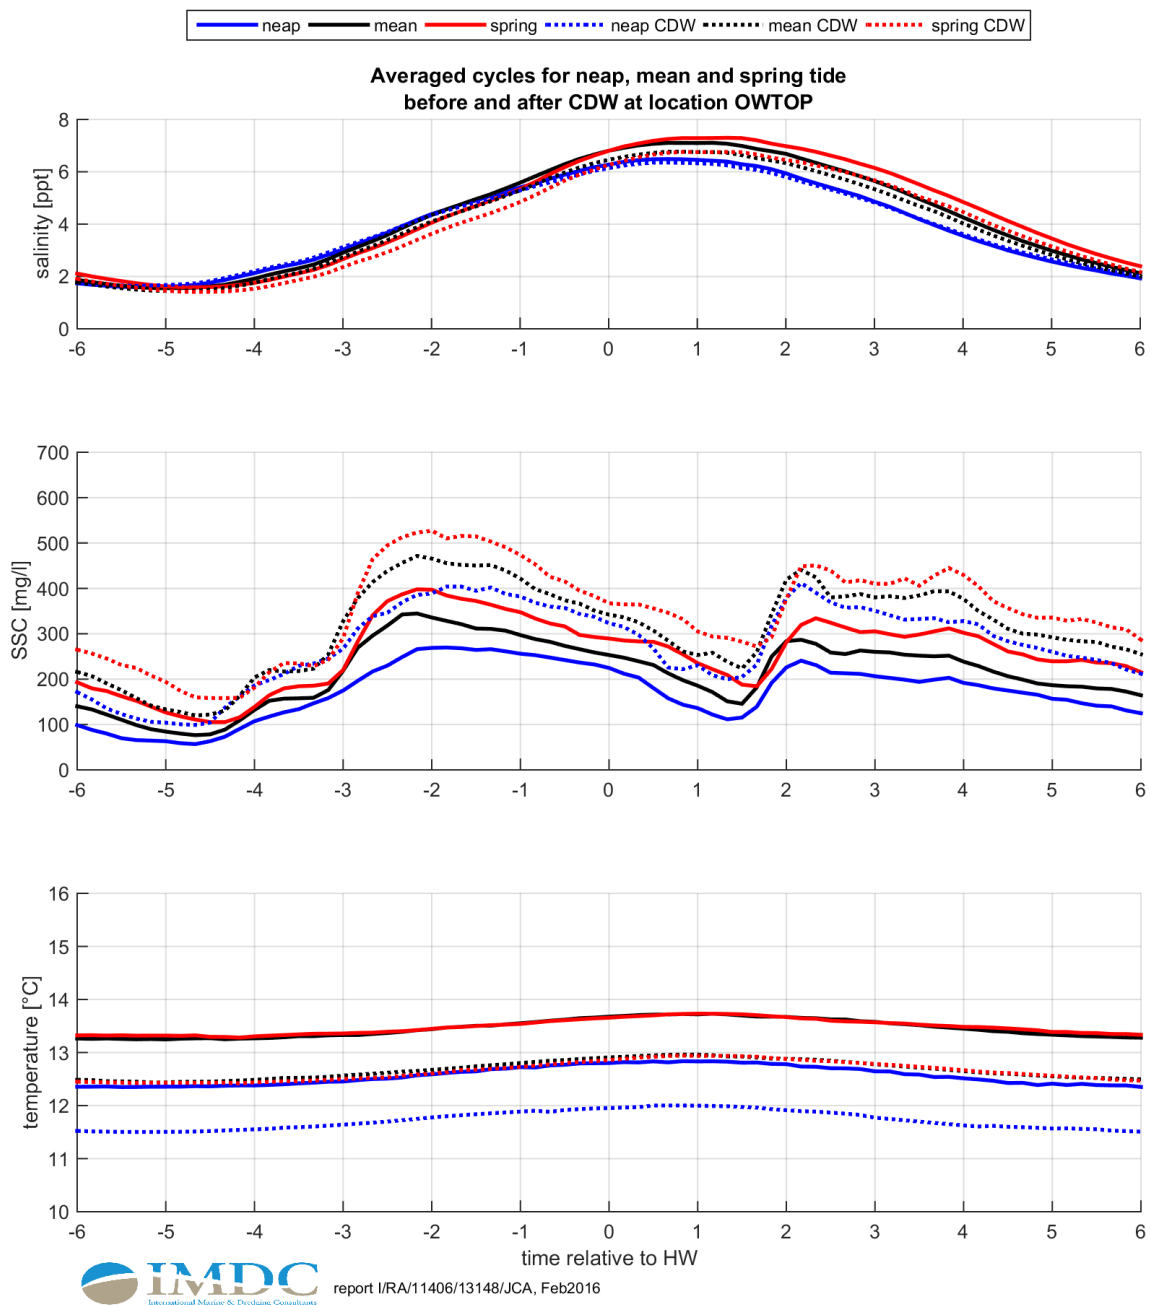 neap mean spring neap CDW mean CDW spring CDW
Averaged cycles for neap, mean and spring tide
before and after CDW at location OWTOP
salinity [ppt]
8
6
4
2
0
-6 -5 -4 -3 -2 -1 0 1 2 3 4 5 6
SSC [mg/l]
700
600
500
400
300
200
100
0
-6 -5 -4 -3 -2 -1 0 1 2 3 4 5 6
temperature [°C]
16
15
14
13
12
11
10
-6 -5 -4 -3 -2 -1 0 1 2 3 4 5 6
time relative to HW
IMDC
International Marine & Dredging Consultants
report I/RA/11406/13148/JCA, Feb2016